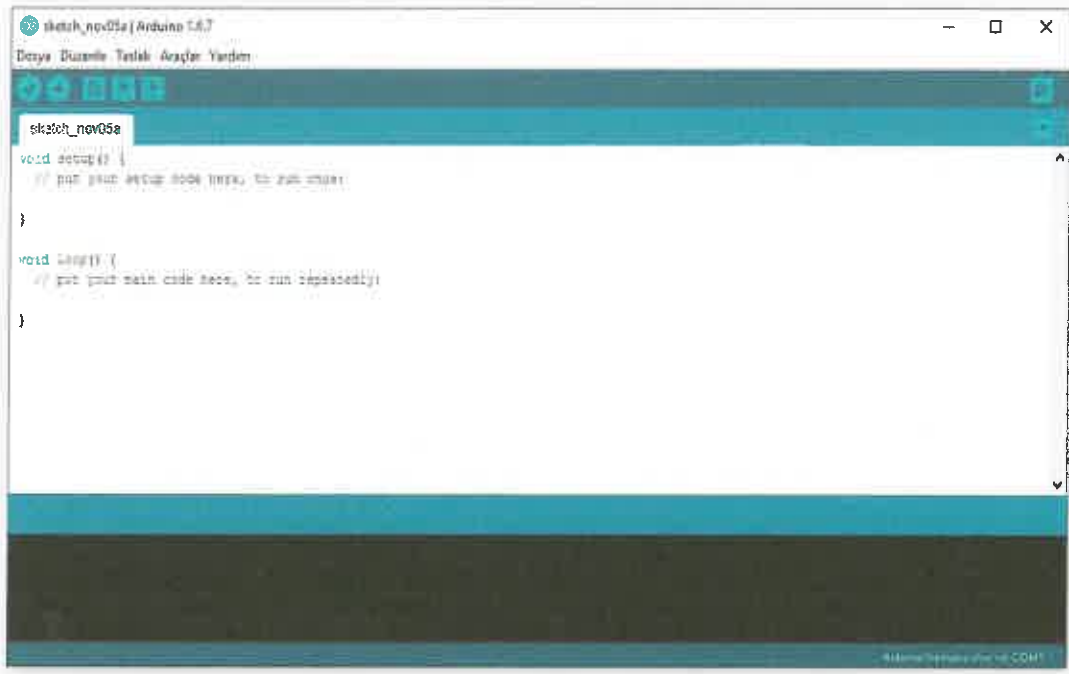 sketch_nov05a | Arduino 1.6.7
Dosya Düzenle Taslak Araçlar Yardım
sketch_nov05a
void setup() {
// put your setup code here, to run once:
}
void loop() {
// put your main code here, to run repeatedly:
}
COM1